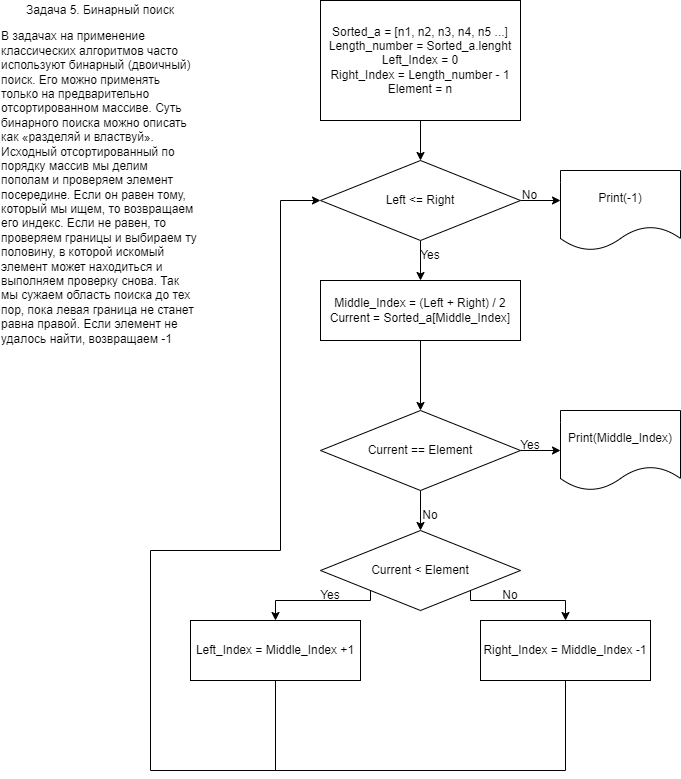 Задача 5. Бинарный поиск
В задачах на применение
классических алгоритмов часто
используют бинарный (двоичный)
поиск. Его можно применять
только на предварительно
отсортированном массиве. Суть
бинарного поиска можно описать
как «разделяй и властвуй».
Исходный отсортированный по
порядку массив мы делим
пополам и проверяем элемент
посередине. Если он равен тому,
который мы ищем, то возвращаем
его индекс. Если не равен, то
проверяем границы и выбираем ту
половину, в которой искомый
элемент может находиться и
выполняем проверку снова. Так
мы сужаем область поиска до тех
пор, пока левая граница не станет
равна правой. Если элемент не
удалось найти, возвращаем -1
Sorted_a = [n1, n2, n3, n4, n5 ...]
Length_number = Sorted_a.lenght
Left_Index = 0
Right_Index = Length_number - 1
Element = n
Left <= Right
No
Print(-1)
Yes
Middle_Index = (Left + Right) / 2
Current = Sorted_a[Middle_Index]
Current == Element
Yes
Print(Middle_Index)
No
Current < Element
Yes
No
Left_Index = Middle_Index +1
Right_Index = Middle_Index -1